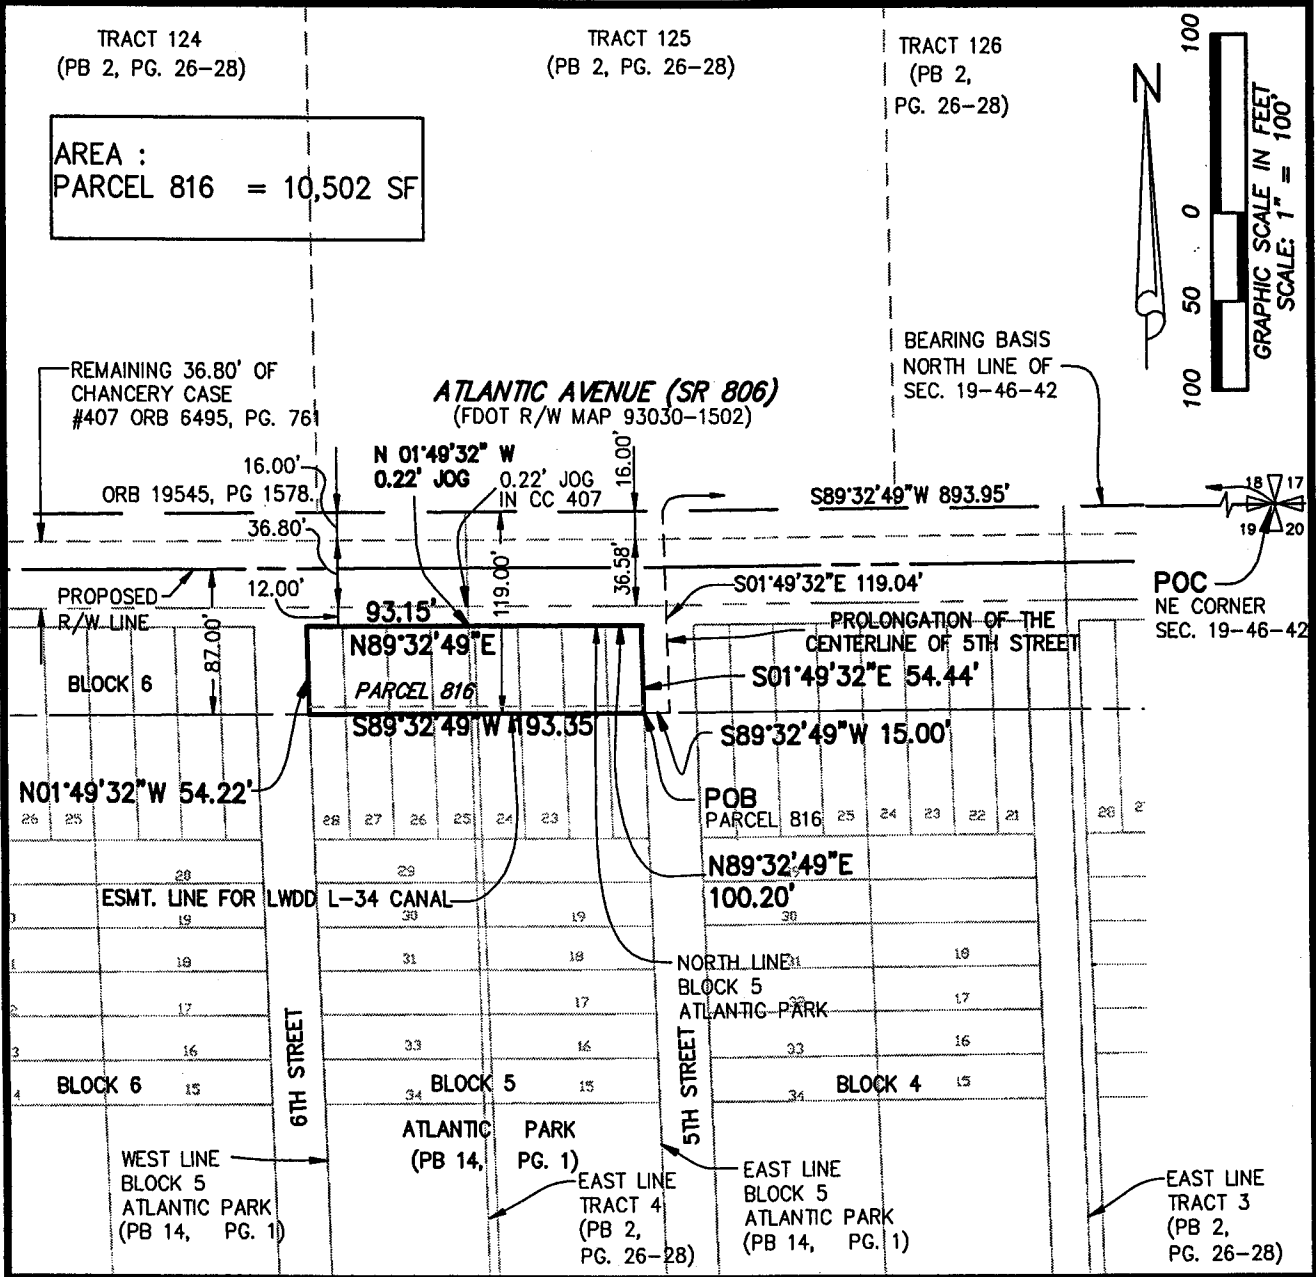 TRACT 124
(PB 2, PG. 26-28)
TRACT 125
(PB 2, PG. 26-28)
TRACT 126
(PB 2,
PG. 26-28)
N
100
0
50
100
GRAPHIC SCALE IN FEET
SCALE: 1" = 100'
AREA :
PARCEL 816 = 10,502 SF
REMAINING 36.80' OF
CHANCERY CASE
#407 ORB 6495, PG. 761
ATLANTIC AVENUE (SR 806)
(FDOT R/W MAP 93030-1502)
BEARING BASIS
NORTH LINE OF
SEC. 19-46-42
N 01°49'32" W
0.22' JOG
0.22' JOG
IN CC 407
16.00'
16.00'
ORB 19545, PG 1578.
S89°32'49"W 893.95'
18
17
19
20
36.80'
119.00'
36.58'
12.00'
S01°49'32"E 119.04'
POC
NE CORNER
SEC. 19-46-42
PROPOSED
R/W LINE
87.00'
93.15'
N89°32'49"E
PROLONGATION OF THE
CENTERLINE OF 5TH STREET
BLOCK 6
PARCEL 816
S01°49'32"E 54.44'
S89°32'49"W 193.35'
S89°32'49"W 15.00'
N01°49'32"W 54.22'
POB
PARCEL 816
26
25
28
27
26
25
24
23
25
24
23
22
21
26
N89°32'49"E
100.20'
20
29
ESMT. LINE FOR LWDD L-34 CANAL
19
30
19
30
18
31
18
31
18
NORTH LINE
BLOCK 5
ATLANTIC PARK
17
17
17
16
33
16
33
16
BLOCK 6
15
34
BLOCK 5
15
34
BLOCK 4
15
6TH STREET
5TH STREET
ATLANTIC PARK
(PB 14, PG. 1)
WEST LINE
BLOCK 5
ATLANTIC PARK
(PB 14, PG. 1)
EAST LINE
TRACT 4
(PB 2,
PG. 26-28)
EAST LINE
BLOCK 5
ATLANTIC PARK
(PB 14, PG. 1)
EAST LINE
TRACT 3
(PB 2,
PG. 26-28)